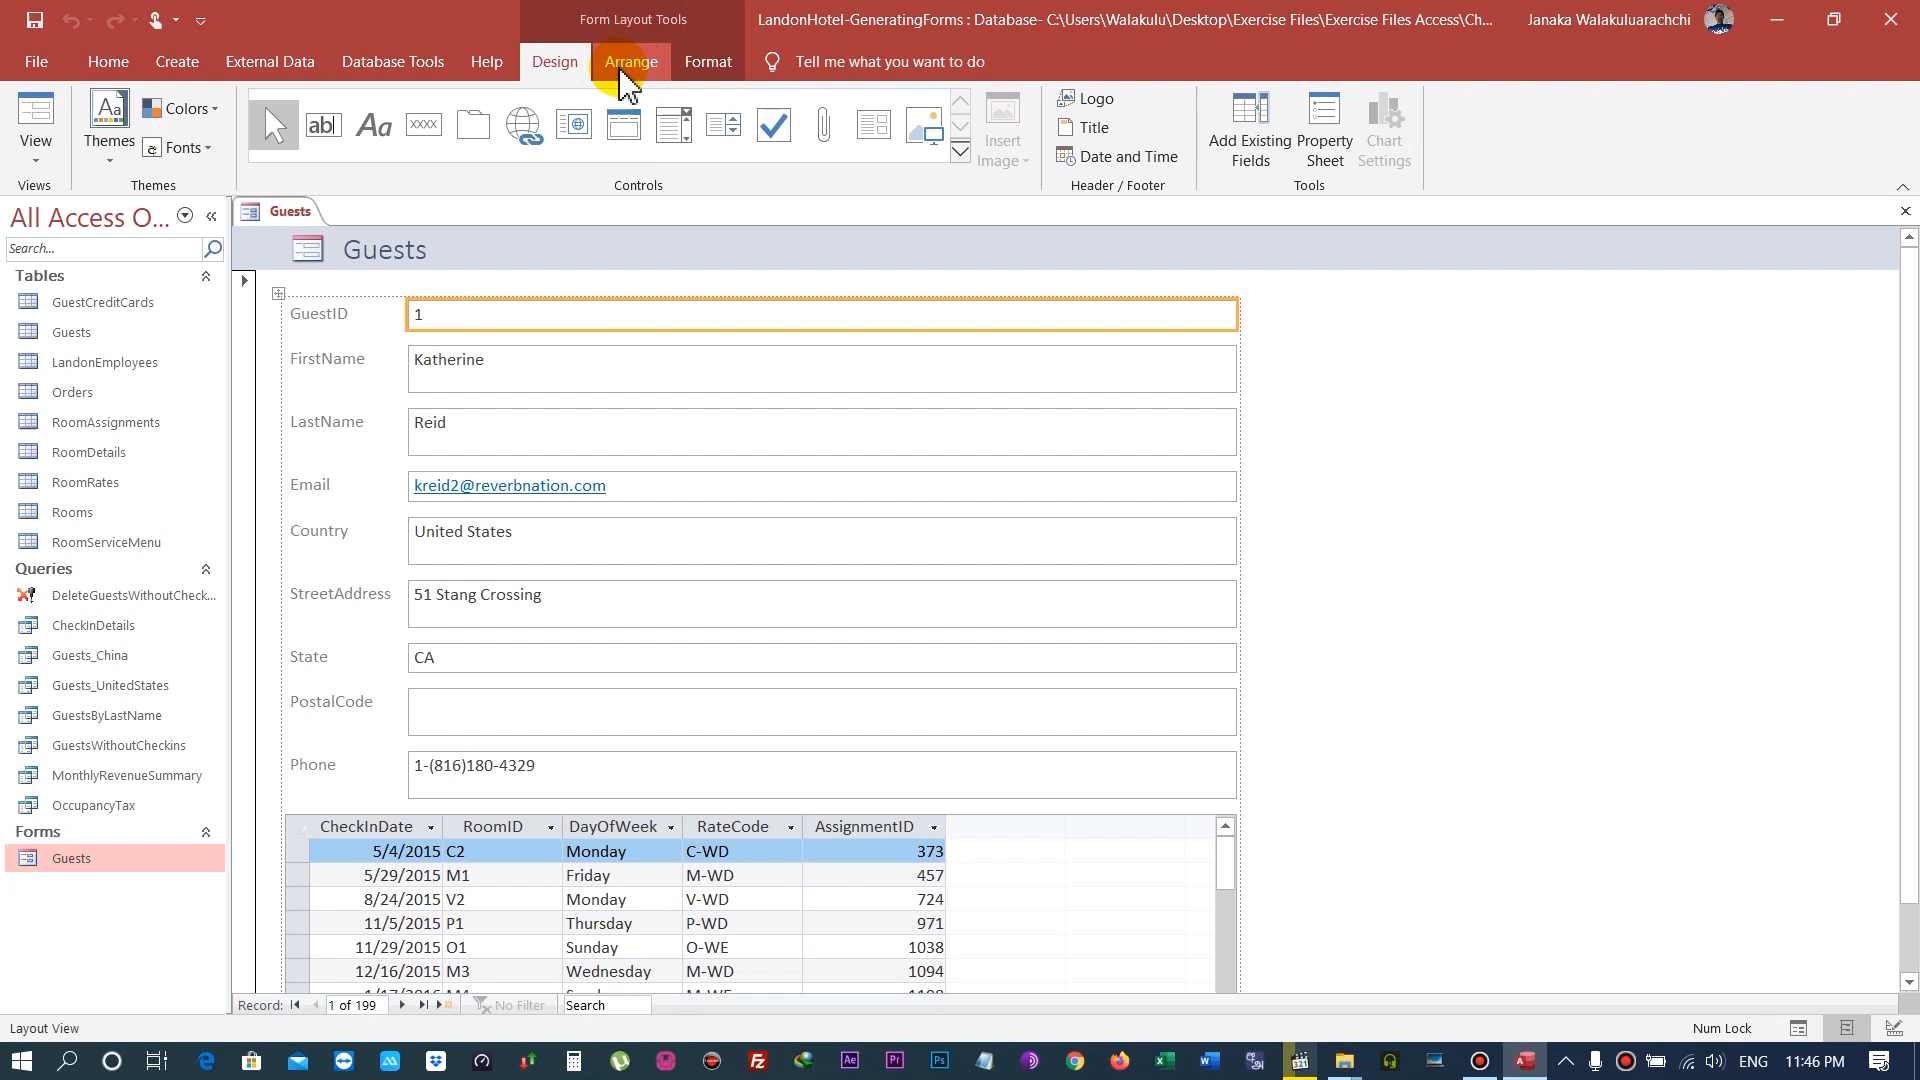 Form Layout Tools
LandonHotel-GeneratingForms : Database- C:\Users\Walakulu\Desktop\Exercise Files\Exercise Files Access\Ch...
Janaka Walakuluarachchi
File
Home
Create
External Data
Database Tools
Help
Design
Arrange
Format
Tell me what you want to do
View
Views
Aa
Themes
Colors
Fonts
Themes
ab|
Aa
XXXX
Controls
Insert
Image
Logo
Title
Date and Time
Header / Footer
Add Existing
Fields
Property
Sheet
Chart
Settings
Tools
All Access O...
Search...
Tables
GuestCreditCards
Guests
LandonEmployees
Orders
RoomAssignments
RoomDetails
RoomRates
Rooms
RoomServiceMenu
Queries
DeleteGuestsWithoutCheck...
CheckInDetails
Guests_China
Guests_UnitedStates
GuestsByLastName
GuestsWithoutCheckins
MonthlyRevenueSummary
OccupancyTax
Forms
Guests
Guests
Guests
GuestID 1
FirstName Katherine
LastName Reid
Email kreid2@reverbnation.com
Country United States
StreetAddress 51 Stang Crossing
State CA
PostalCode
Phone 1-(816)180-4329
CheckInDate RoomID DayOfWeek RateCode AssignmentID
5/4/2015 C2 Monday C-WD 373
5/29/2015 M1 Friday M-WD 457
8/24/2015 V2 Monday V-WD 724
11/5/2015 P1 Thursday P-WD 971
11/29/2015 O1 Sunday O-WE 1038
12/16/2015 M3 Wednesday M-WD 1094
Record: 1 of 199 No Filter Search
Layout View
Num Lock
Ae
Pr
Ps
321
ENG
11:46 PM